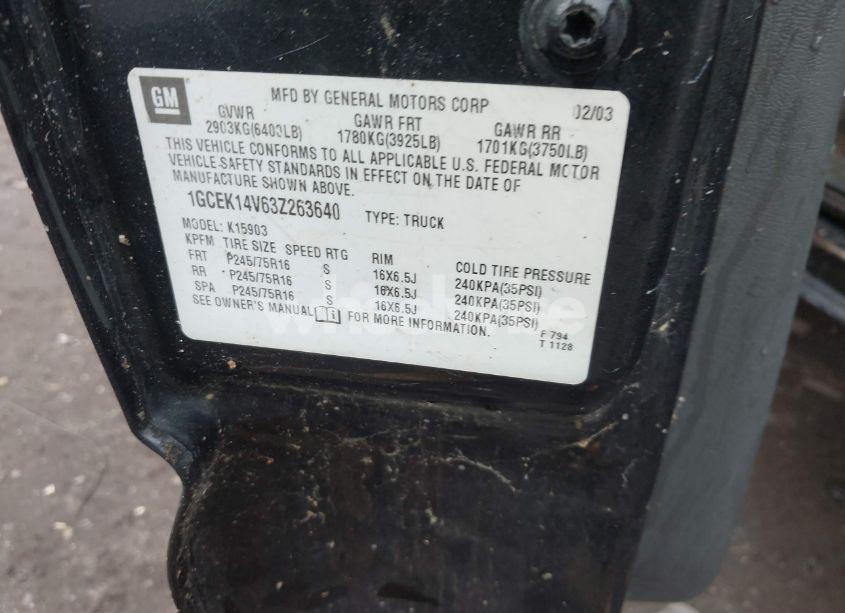 GM
MFD BY GENERAL MOTORS CORP 02/03
GVWR GAWR FRT GAWR RR
2903KG(6400LB) 1780KG(3925LB) 1701KG(3750LB)
THIS VEHICLE CONFORMS TO ALL APPLICABLE U.S. FEDERAL MOTOR
VEHICLE SAFETY STANDARDS IN EFFECT ON THE DATE OF
MANUFACTURE SHOWN ABOVE.
1GCEK14V63Z263640 TYPE: TRUCK
MODEL: K15903
KPFM TIRE SIZE SPEED RTG RIM COLD TIRE PRESSURE
FRT P245/75R16 S 16X6.5J 240KPA(35PSI)
RR P245/75R16 S 16X6.5J 240KPA(35PSI)
SPA P245/75R16 S 16X6.5J 240KPA(35PSI)
SEE OWNER'S MANUAL FOR MORE INFORMATION.
F 794
T 1128